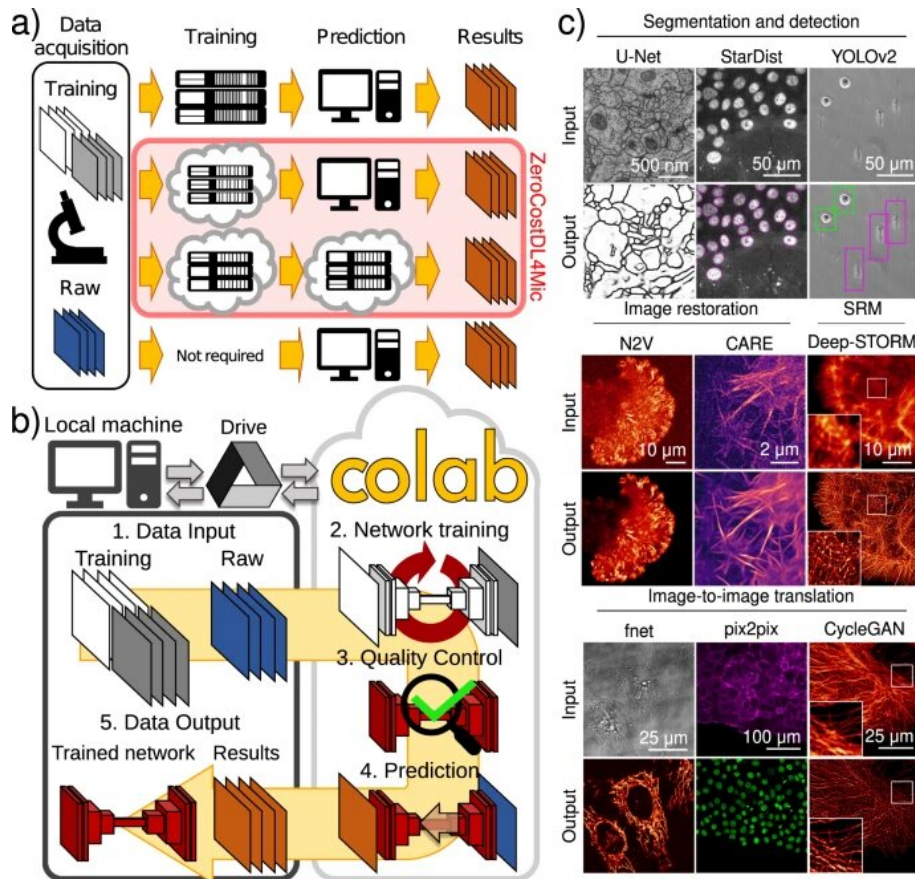 a)
Data acquisition
Training
Prediction
Results
Training
Raw
Not required
ZeroCostDL4Mic
b)
Local machine
Drive
colab
1. Data Input
Training
Raw
2. Network training
3. Quality Control
5. Data Output
Trained network
Results
4. Prediction
c)
Segmentation and detection
U-Net
StarDist
YOLOv2
Input
500 nm
50 µm
50 µm
Output
Image restoration
SRM
N2V
CARE
Deep-STORM
Input
10 µm
2 µm
10 µm
Output
Image-to-image translation
fnet
pix2pix
CycleGAN
Input
25 µm
100 µm
25 µm
Output